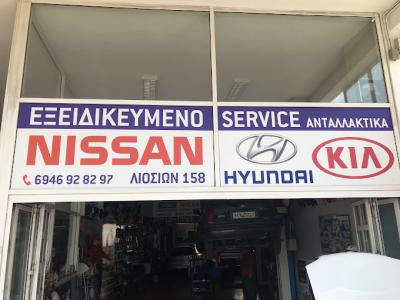 ΕΞΕΙΔΙΚΕΥΜΕΝΟ SERVICE ΑΝΤΑΛΛΑΚΤΙΚΑ
NISSAN HYUNDAI KIA
6946 92 82 97 ΛΙΟΣΙΩΝ 158